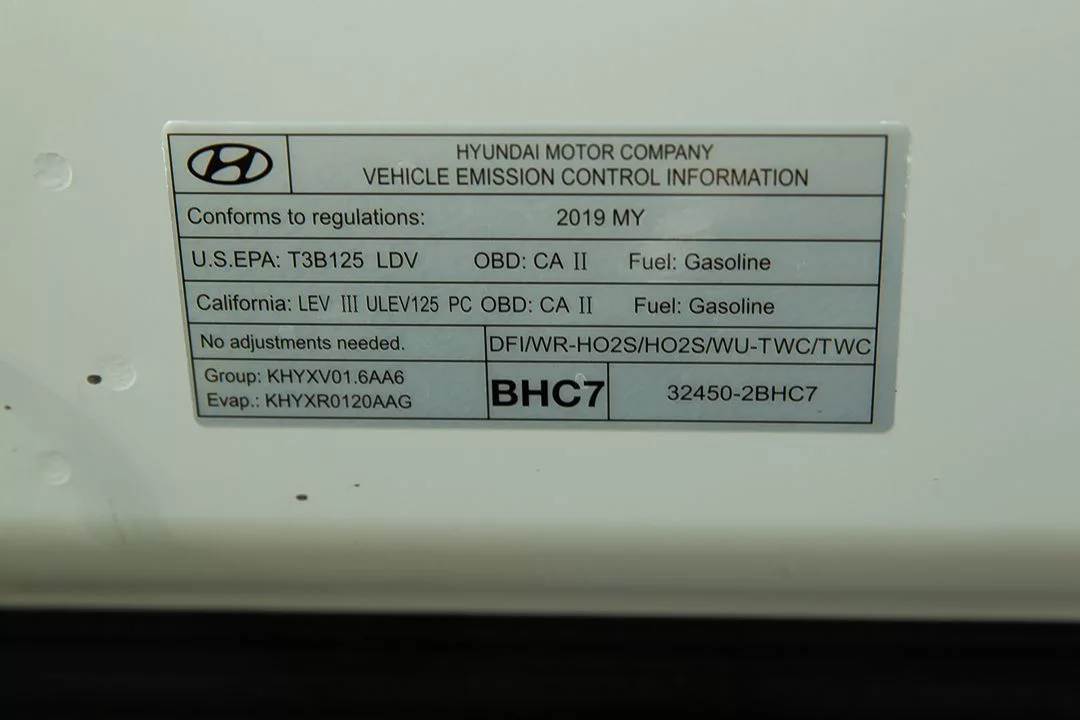 HYUNDAI MOTOR COMPANY
VEHICLE EMISSION CONTROL INFORMATION
Conforms to regulations: 2019 MY
U.S.EPA: T3B125 LDV OBD: CA II Fuel: Gasoline
California: LEV III ULEV125 PC OBD: CA II Fuel: Gasoline
No adjustments needed. DFI/WR-HO2S/HO2S/WU-TWC/TWC
Group: KHYXV01.6AA6
Evap.: KHYXR0120AAG
BHC7 32450-2BHC7